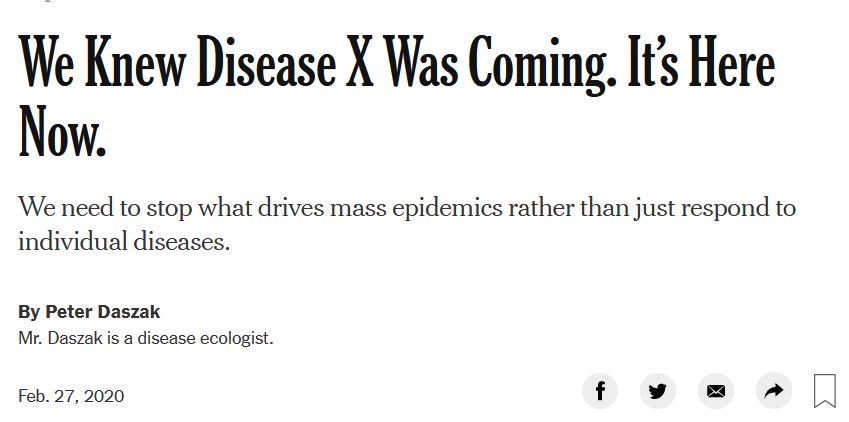 We Knew Disease X Was Coming. It's Here
Now.
We need to stop what drives mass epidemics rather than just respond to
individual diseases.
By Peter Daszak
Mr. Daszak is a disease ecologist.
Feb. 27, 2020